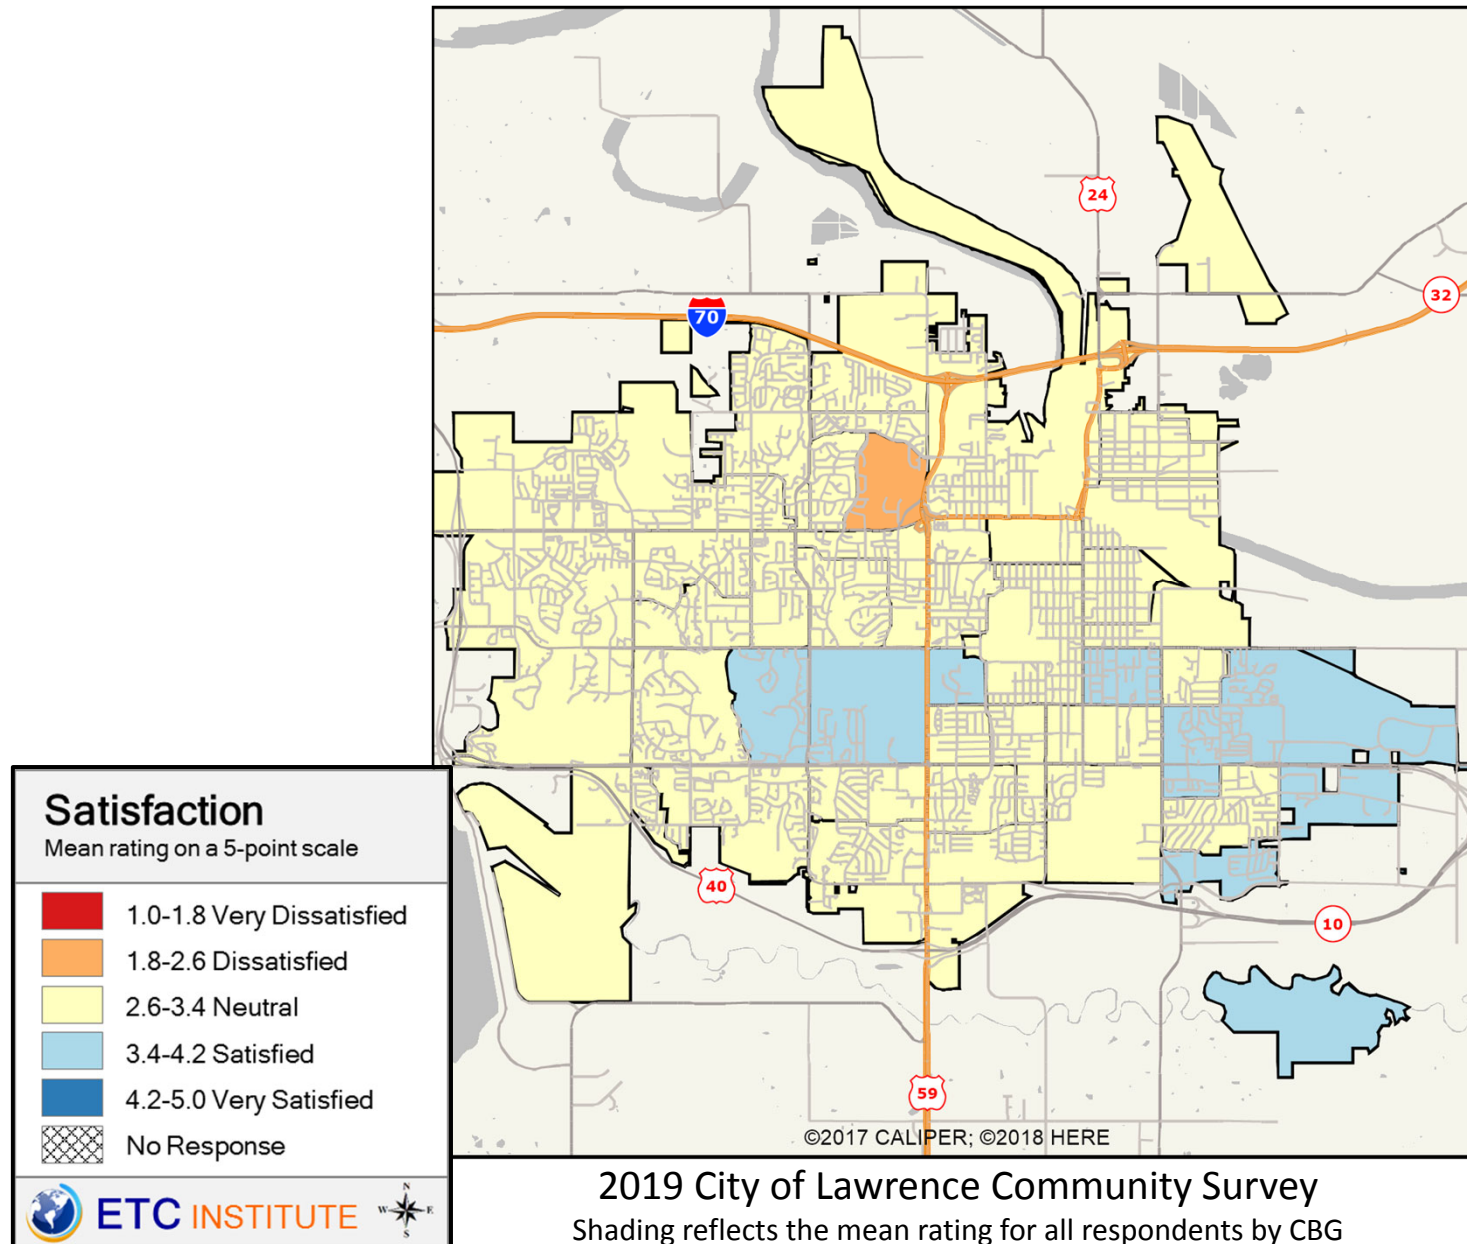 24
32
70
40
10
59
©2017 CALIPER; ©2018 HERE
Satisfaction
Mean rating on a 5-point scale
1.0-1.8 Very Dissatisfied
1.8-2.6 Dissatisfied
2.6-3.4 Neutral
3.4-4.2 Satisfied
4.2-5.0 Very Satisfied
No Response
ETC INSTITUTE
N
W E
S
2019 City of Lawrence Community Survey
Shading reflects the mean rating for all respondents by CBG